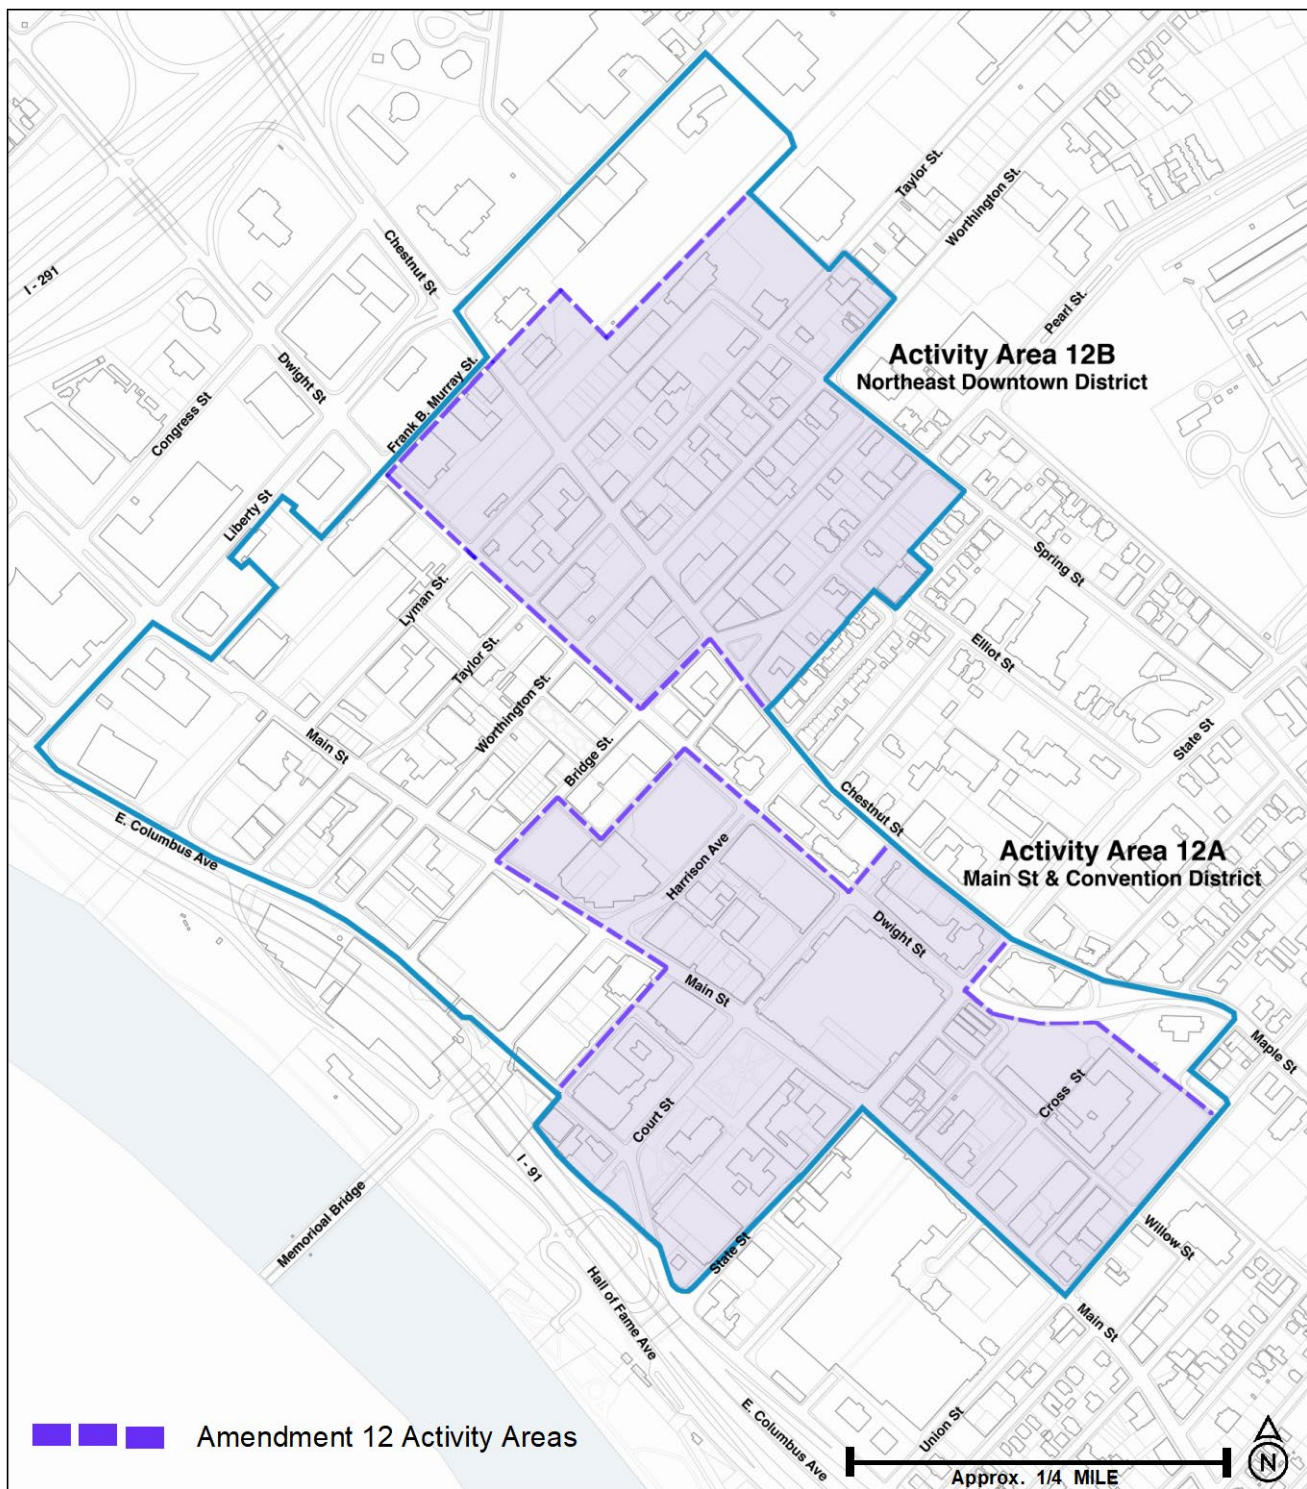 Taylor St.
Worthington St.
Chestnut St
I - 291
Pearl St.
Activity Area 12B
Northeast Downtown District
Dwight St
Frank B. Murray St.
Congress St
Liberty St
Spring St
Lyman St.
Elliot St
Taylor St.
Worthington St.
State St
Main St
Bridge St.
Chestnut St
E. Columbus Ave
Activity Area 12A
Main St & Convention District
Harrison Ave
Dwight St
Main St
Maple St
Cross St
Court St
I - 91
Memorioal Bridge
Willow St
State St
Hall of Fame Ave
Main St
E. Columbus Ave
Union St
Amendment 12 Activity Areas
N
Approx. 1/4 MILE